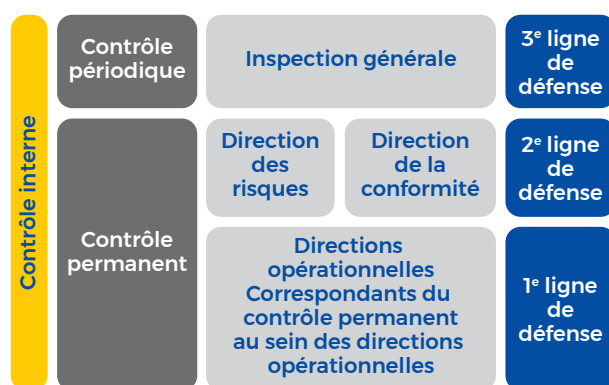 Contrôle interne
Contrôle
périodique
Inspection générale
3e ligne
de
défense
Contrôle
permanent
Direction
des
risques
Direction
de la
conformité
2e ligne
de
défense
Directions
opérationnelles
Correspondants du
contrôle permanent
au sein des directions
opérationnelles
1e ligne
de
défense